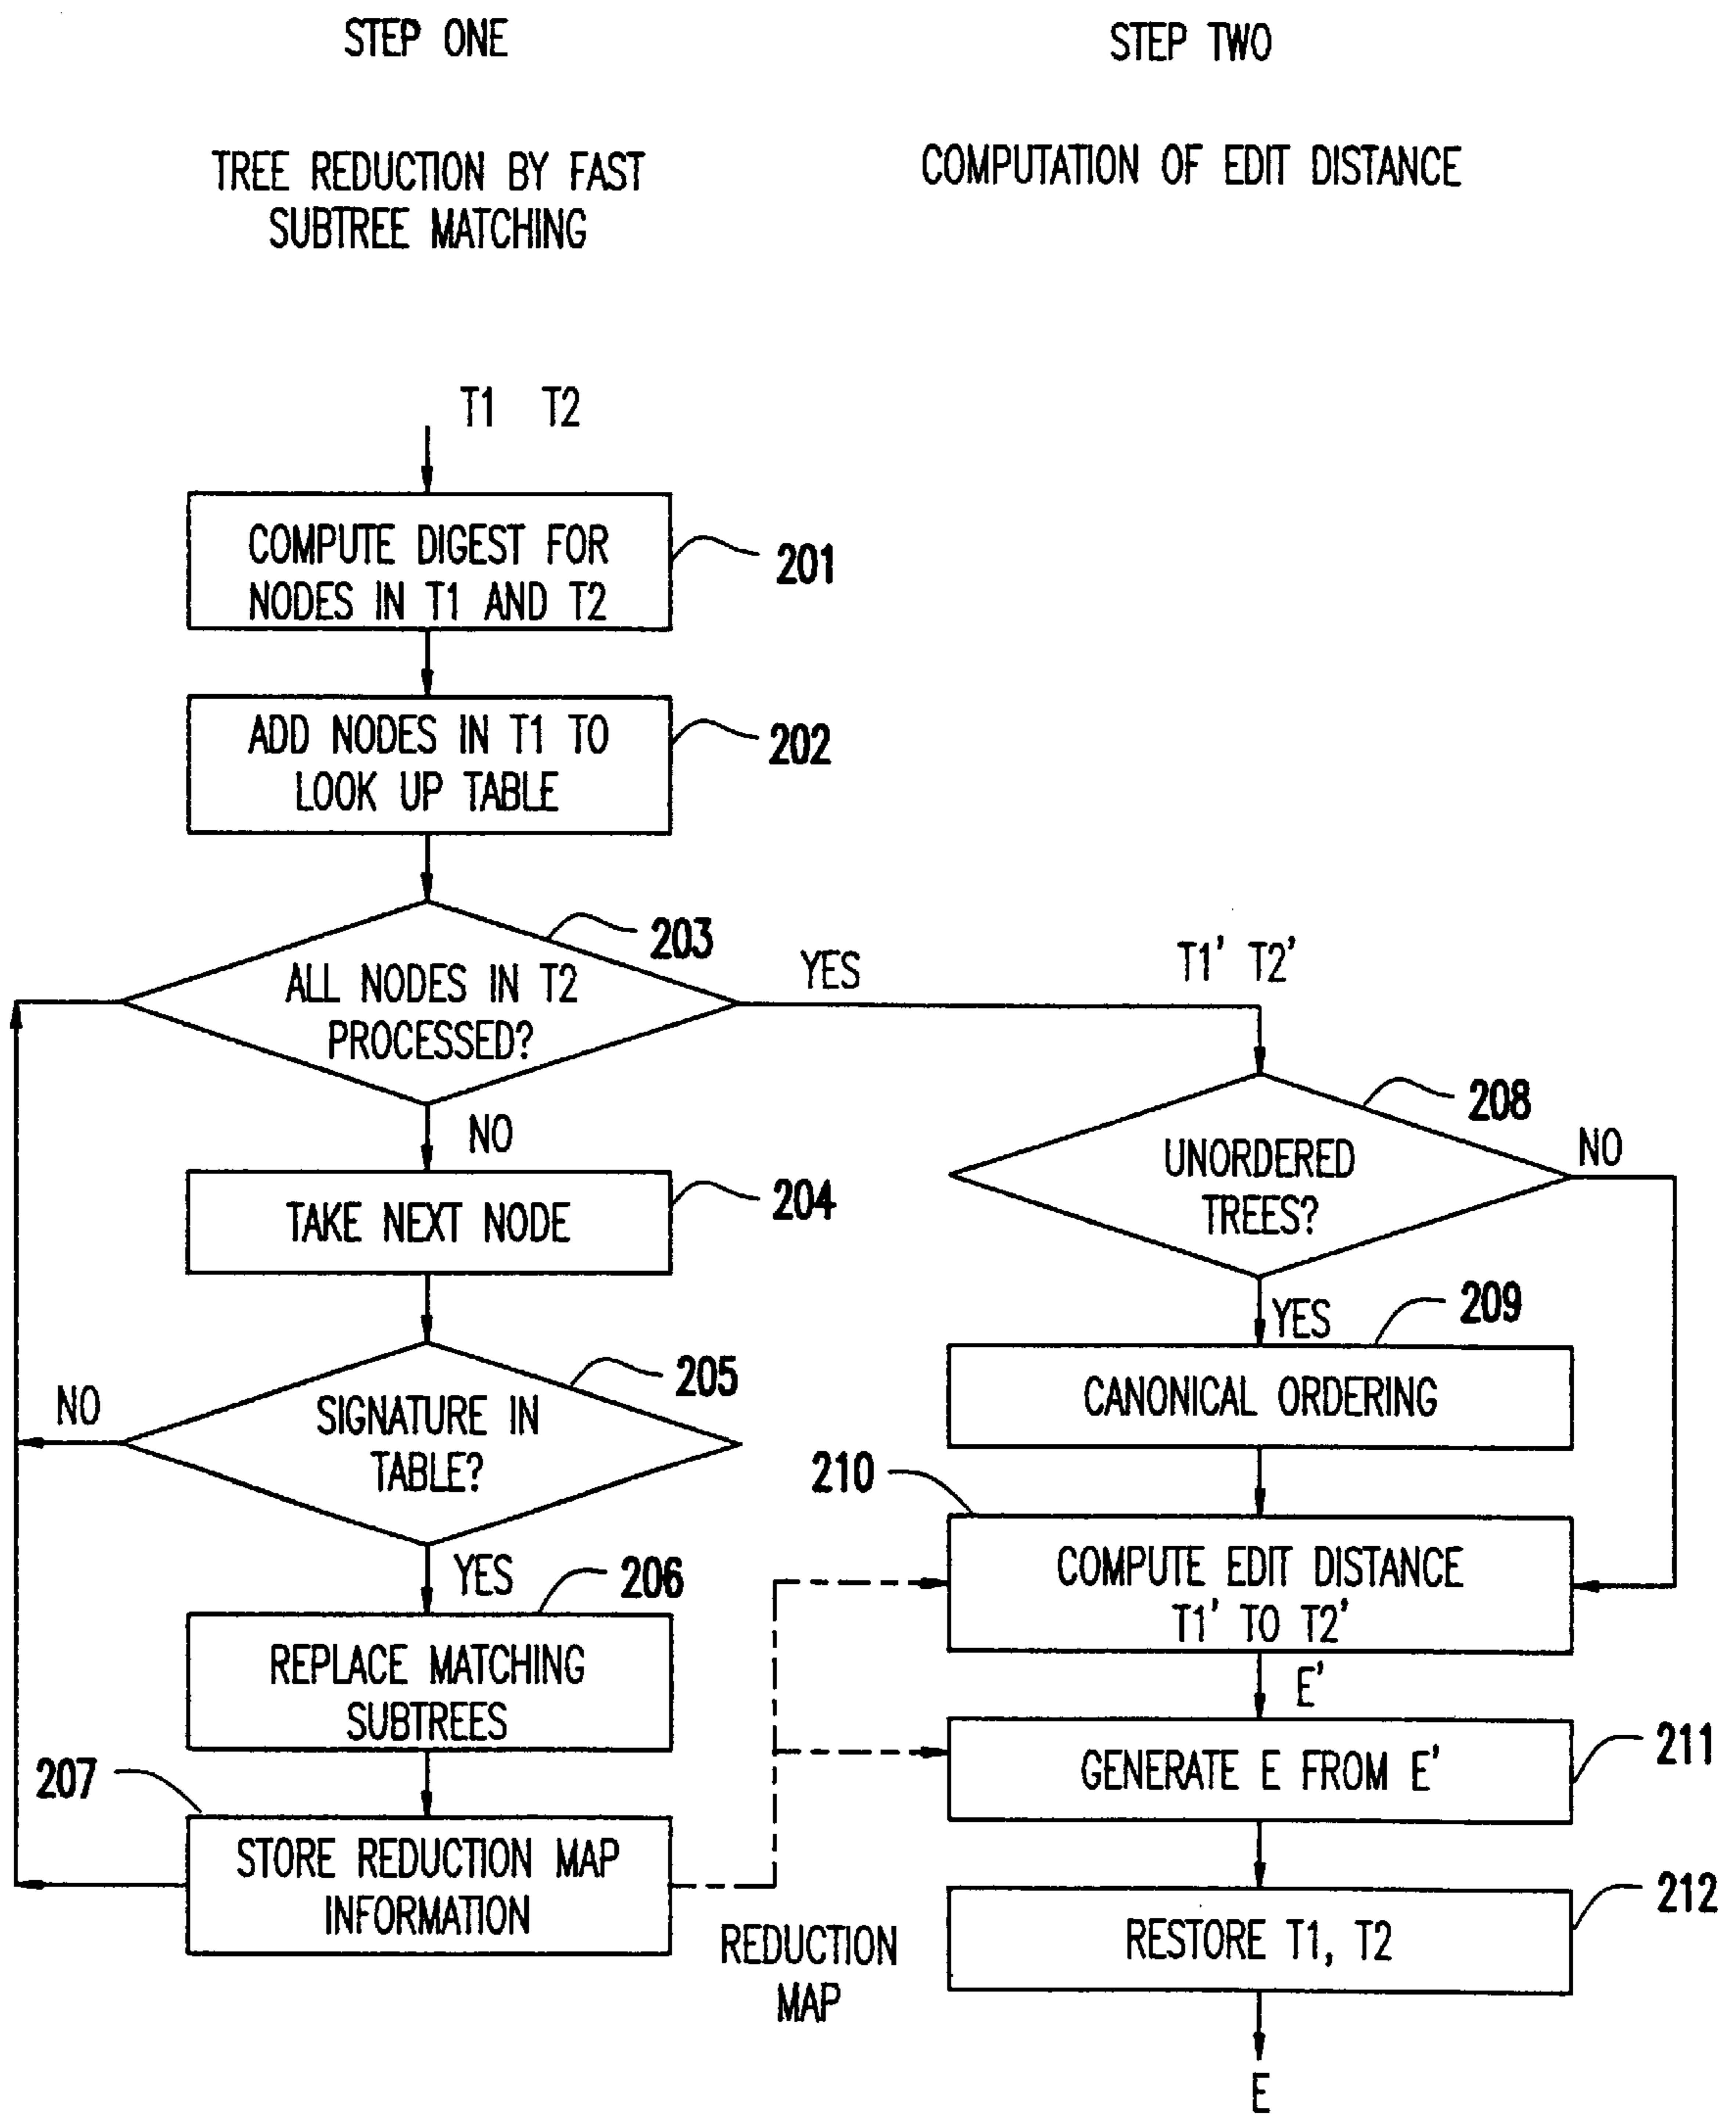 STEP ONE
TREE REDUCTION BY FAST
SUBTREE MATCHING
T1 T2
COMPUTE DIGEST FOR
NODES IN T1 AND T2
201
ADD NODES IN T1 TO
LOOK UP TABLE
202
203
ALL NODES IN T2
PROCESSED?
YES
NO
TAKE NEXT NODE
204
205
SIGNATURE IN
TABLE?
NO
YES
206
REPLACE MATCHING
SUBTREES
207
STORE REDUCTION MAP
INFORMATION
REDUCTION
MAP
STEP TWO
COMPUTATION OF EDIT DISTANCE
T1' T2'
208
UNORDERED
TREES?
NO
YES
209
CANONICAL ORDERING
210
COMPUTE EDIT DISTANCE
T1' TO T2'
E'
GENERATE E FROM E'
211
RESTORE T1, T2
212
E